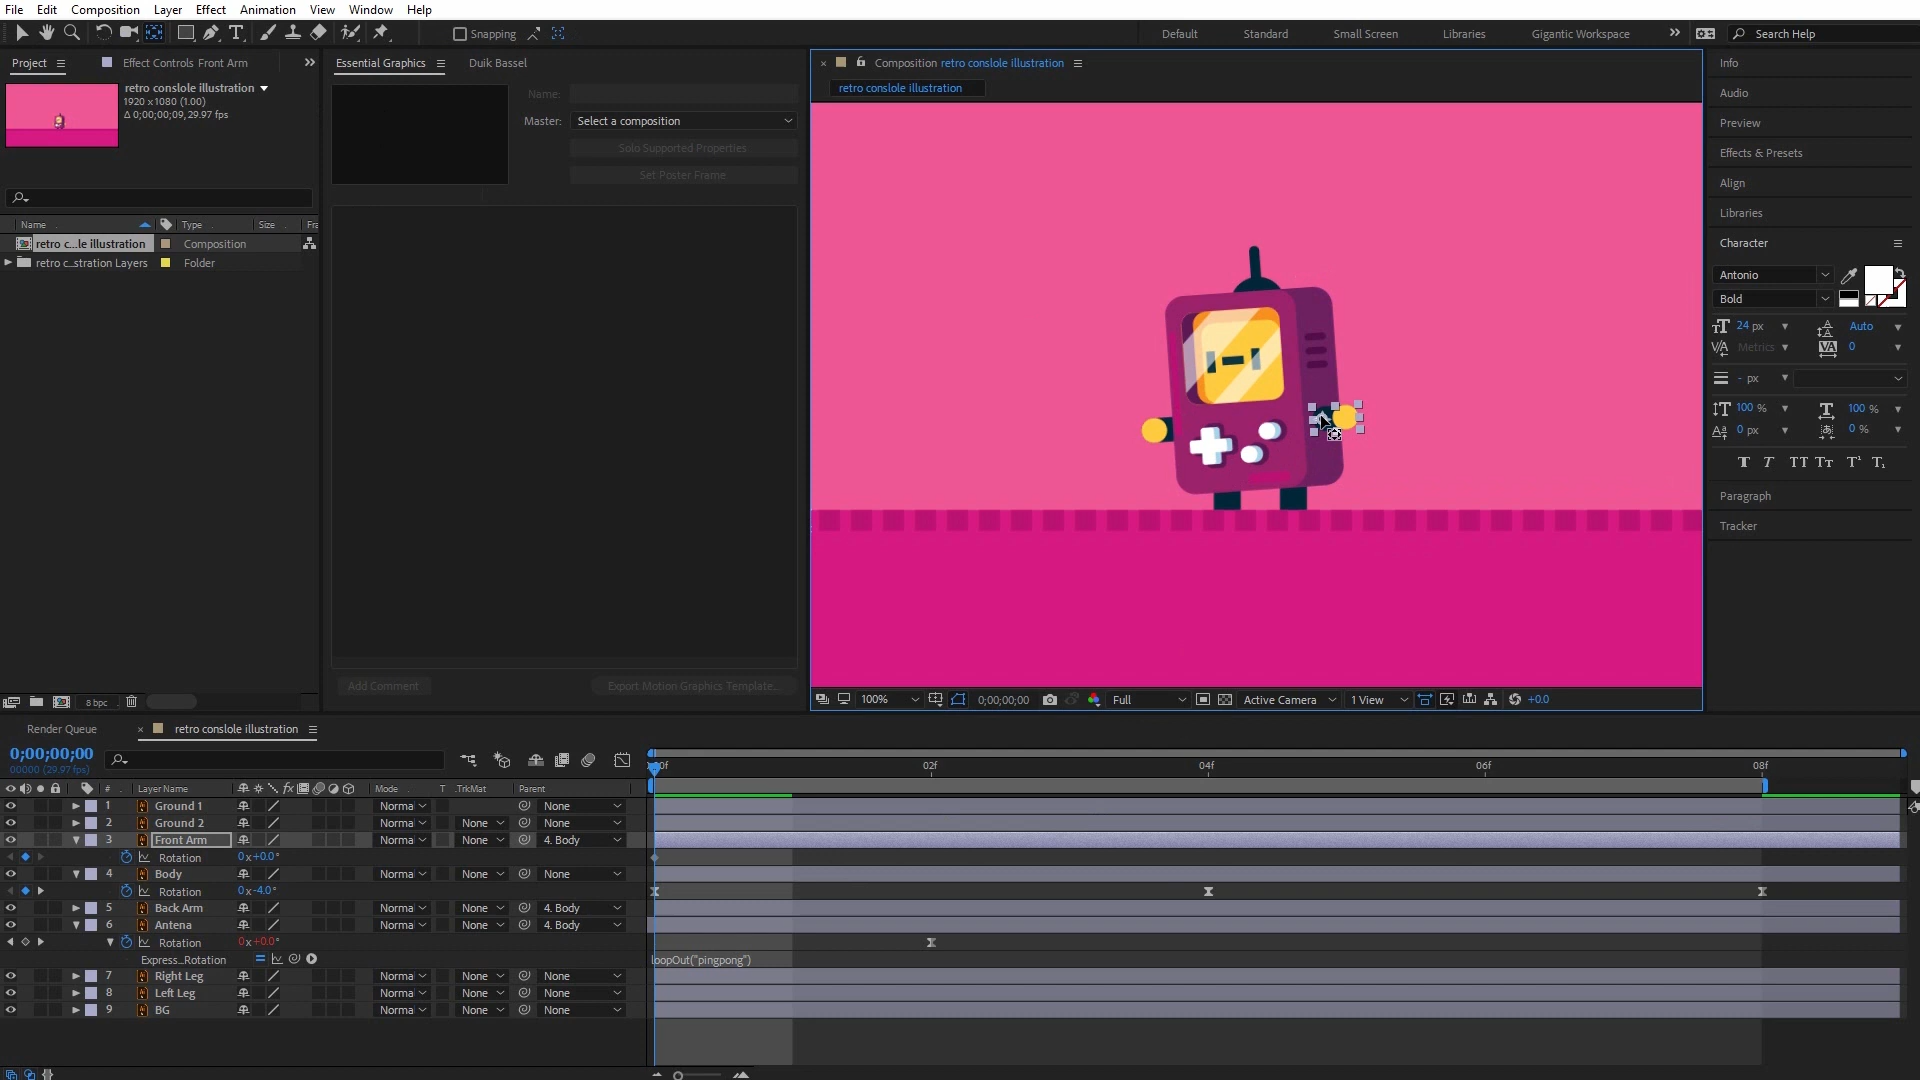 File Edit Composition Layer Effect Animation View Window Help
Snapping
Default Standard Small Screen Libraries Gigantic Workspace Search Help
Project
Effect Controls Front Arm
retro conslole illustration
1920 x1080 (1.00)
Δ 0;00;00;09, 29.97 fps
Name Type Size Fra
retro c...le illustration Composition
retro c...stration Layers Folder
8 bpc
Essential Graphics Duik Bassel
Name:
Master: Select a composition
Solo Supported Properties
Set Poster Frame
Add Comment Export Motion Graphics Template...
Composition retro conslole illustration
retro conslole illustration
100% 0;00;00;00 Full Active Camera 1 View +0.0
Info
Audio
Preview
Effects & Presets
Align
Libraries
Character
Antonio
Bold
24 px Auto
Metrics 0
- px
100 % 100 %
0 px 0 %
T T TT Tt T¹ T₁
Paragraph
Tracker
Render Queue retro conslole illustration
0;00;00;00
00000 (29.97 fps)
00f 02f 04f 06f 08f
# Layer Name fx Mode T .TrkMat Parent
1 Ground 1 Norma None
2 Ground 2 Norma None None
3 Front Arm Norma None 4. Body
Rotation 0x+0.0°
4 Body Norma None None
Rotation 0x-4.0°
5 Back Arm Norma None 4. Body
6 Antena Norma None 4. Body
Rotation 0x+0.0°
Express...Rotation loopOut("pingpong")
7 Right Leg Norma None None
8 Left Leg Norma None None
9 BG Norma None None